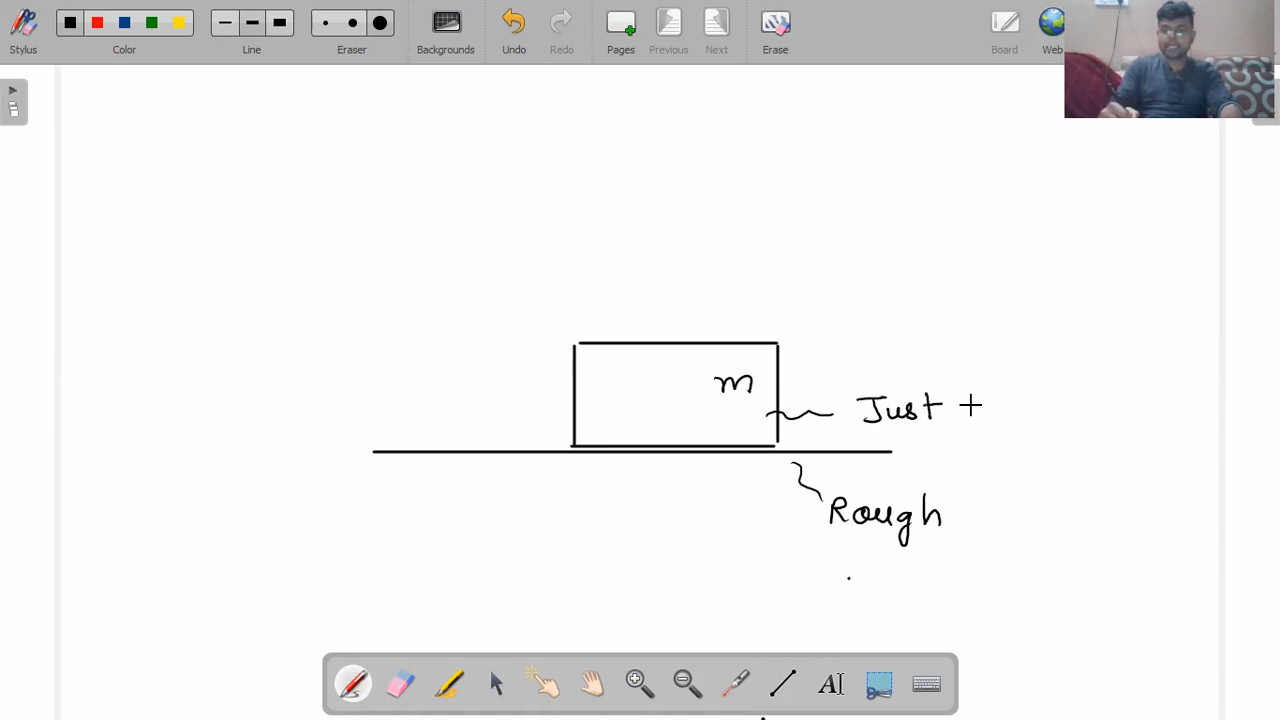 Stylus
Color
Line
Eraser
Backgrounds
Undo
Redo
Pages
Previous
Next
Erase
Board
Web
m
Just
Rough